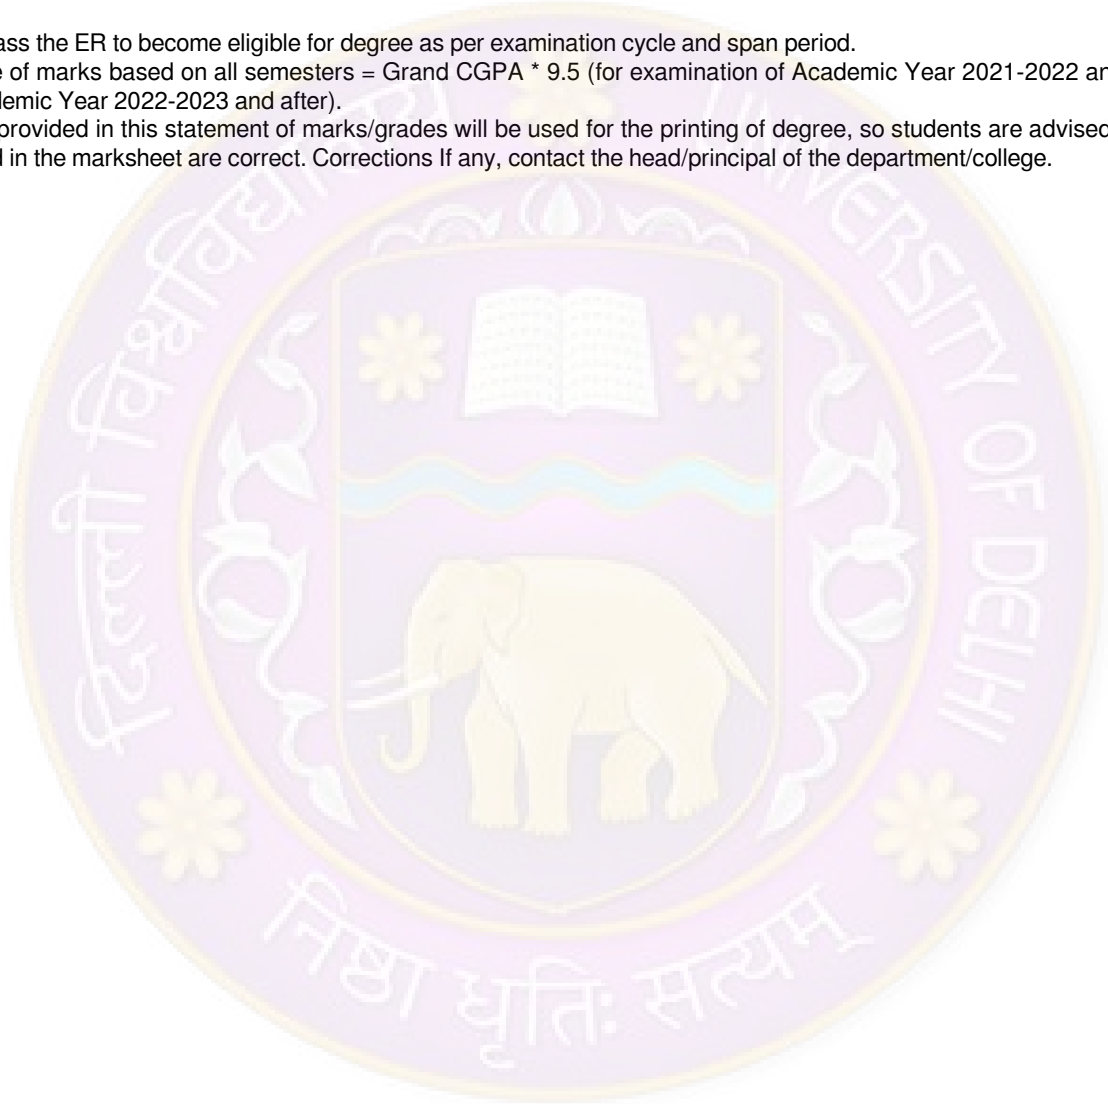 ass the ER to become eligible for degree as per examination cycle and span period.
e of marks based on all semesters = Grand CGPA * 9.5 (for examination of Academic Year 2021-2022 an
demic Year 2022-2023 and after).
provided in this statement of marks/grades will be used for the printing of degree, so students are advised
d in the marksheet are correct. Corrections If any, contact the head/principal of the department/college.
दिल्ली विश्वविद्यालय
UNIVERSITY OF DELHI
निष्ठा धृतिः सत्यम्